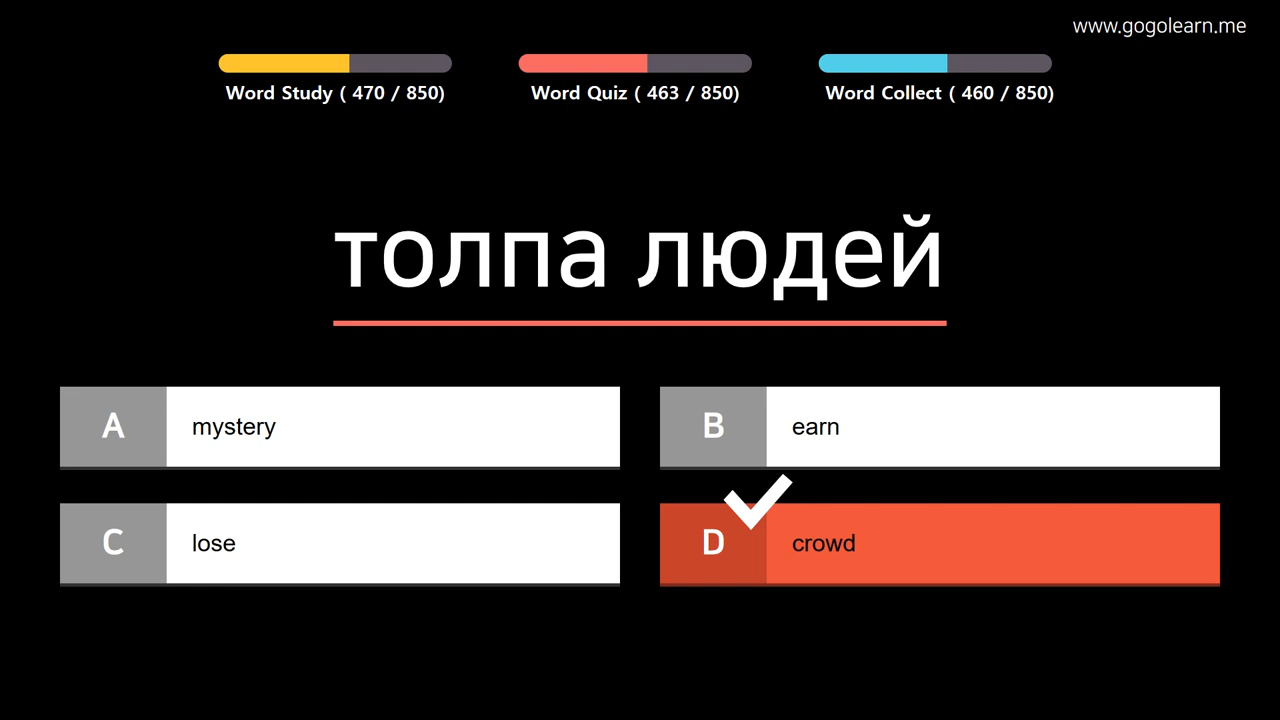 www.gogolearn.me
Word Study ( 470 / 850)
Word Quiz ( 463 / 850)
Word Collect ( 460 / 850)
толпа людей
A mystery
B earn
C lose
D crowd